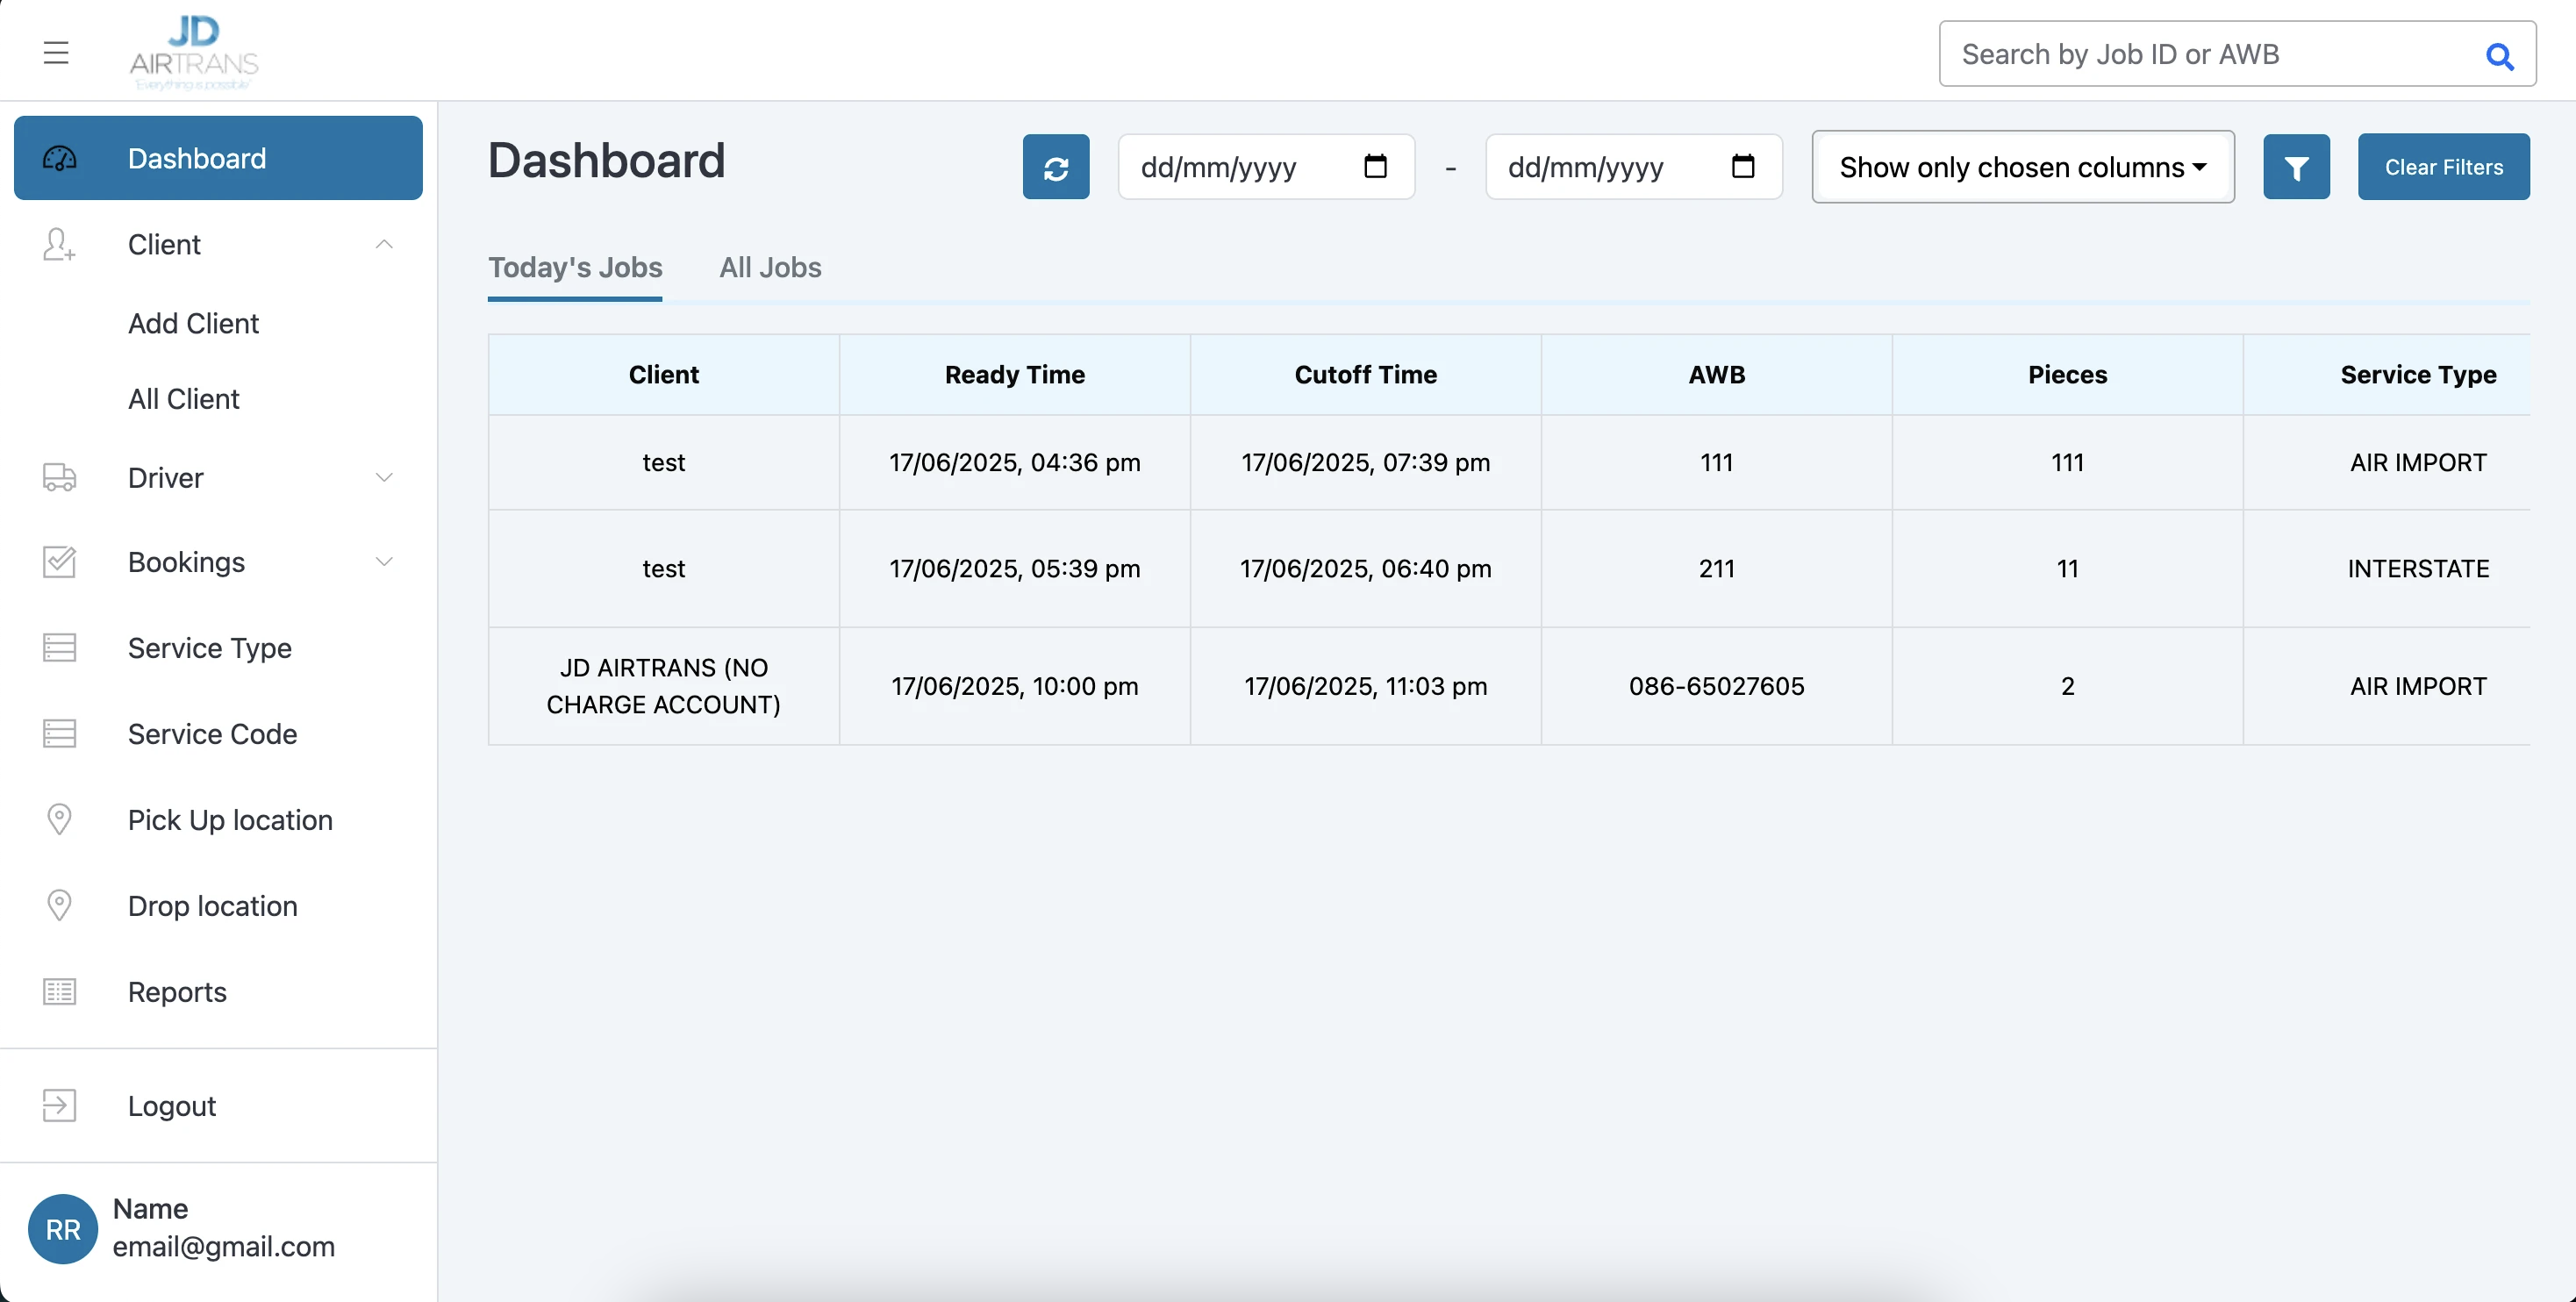 JD
AIRTRANS
"Everything is possible"
Search by Job ID or AWB
Dashboard
Client
Add Client
All Client
Driver
Bookings
Service Type
Service Code
Pick Up location
Drop location
Reports
Logout
RR
Name
email@gmail.com
Dashboard
dd/mm/yyyy - dd/mm/yyyy Show only chosen columns Clear Filters
Today's Jobs All Jobs
Client Ready Time Cutoff Time AWB Pieces Service Type
test 17/06/2025, 04:36 pm 17/06/2025, 07:39 pm 111 111 AIR IMPORT
test 17/06/2025, 05:39 pm 17/06/2025, 06:40 pm 211 11 INTERSTATE
JD AIRTRANS (NO
CHARGE ACCOUNT) 17/06/2025, 10:00 pm 17/06/2025, 11:03 pm 086-65027605 2 AIR IMPORT